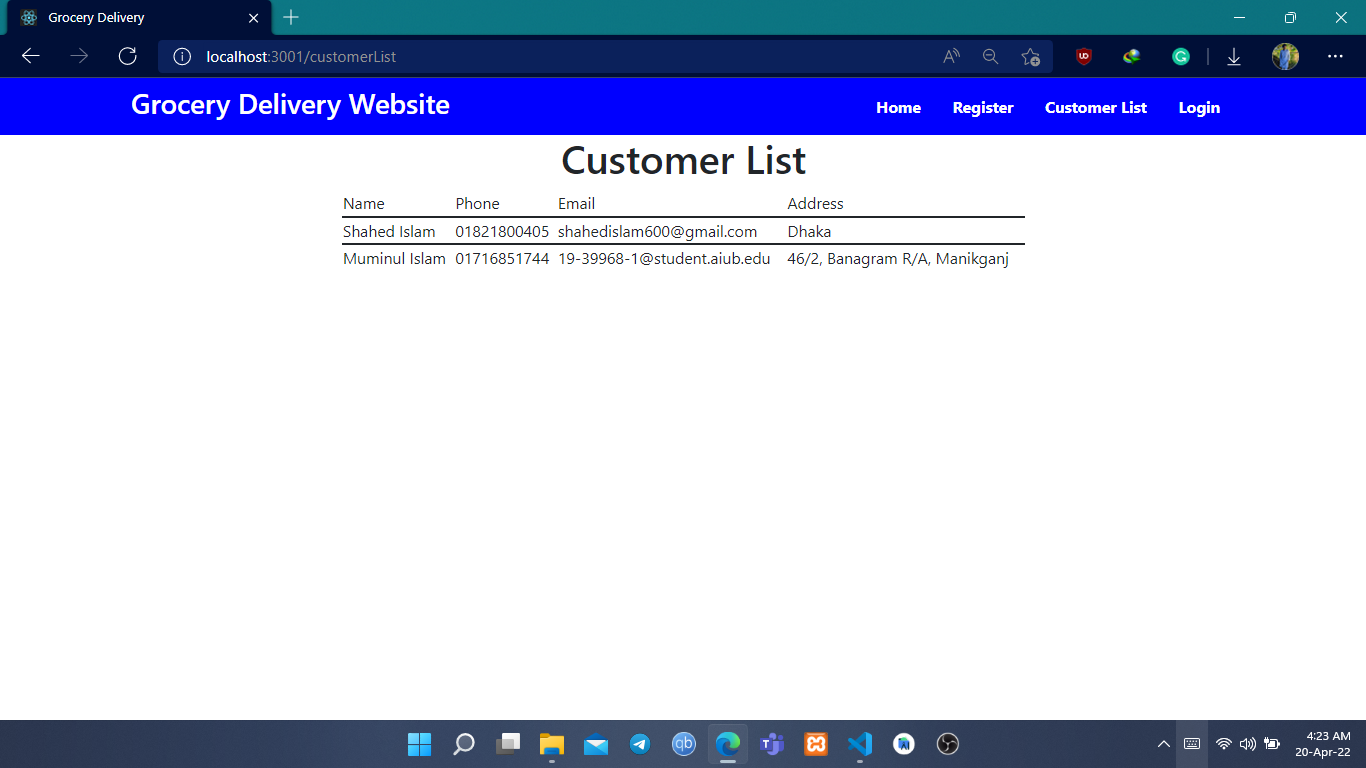 Grocery Delivery
localhost:3001/customerList
Grocery Delivery Website
Home Register Customer List Login
Customer List
Name Phone Email Address
Shahed Islam 01821800405 shahedislam600@gmail.com Dhaka
Muminul Islam 01716851744 19-39968-1@student.aiub.edu 46/2, Banagram R/A, Manikganj
qb
4:23 AM
20-Apr-22